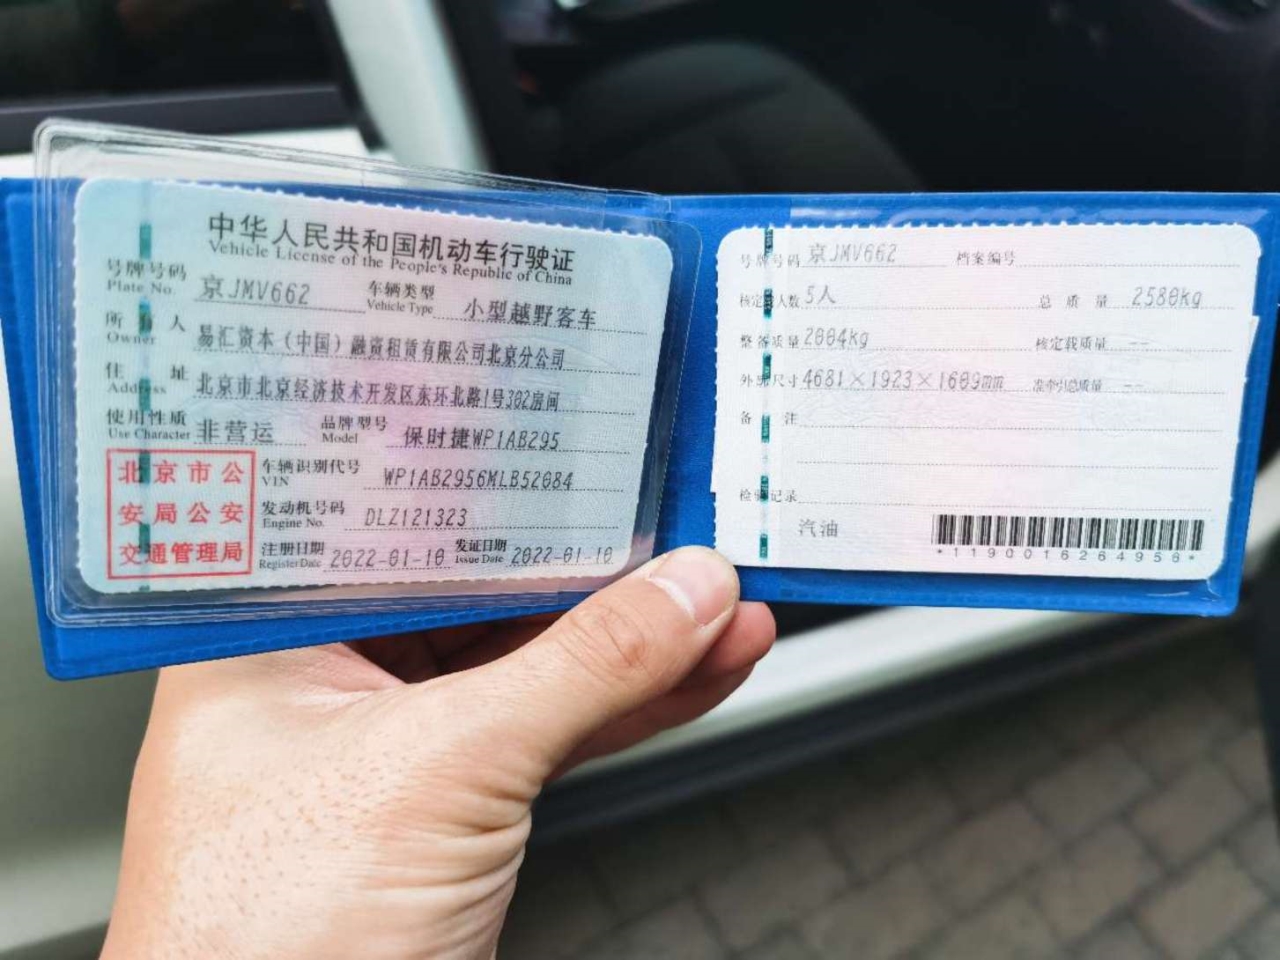 中华人民共和国机动车行驶证
Vehicle License of the People's Republic of China
号牌号码 京JMV662 车辆类型 小型越野客车
Plate No. Vehicle Type
所有人 易汇资本（中国）融资租赁有限公司北京分公司
Owner
住址 北京市北京经济技术开发区东环北路1号302房间
Address
使用性质 非营运 品牌型号 保时捷WP1AB295
Use Character Model
北京市公安局公安交通管理局
车辆识别代号 WP1AB2956MLB52084
VIN
发动机号码 DLZ121323
Engine No.
注册日期 2022-01-10 发证日期 2022-01-10
Register Date Issue Date
号牌号码 京JMV662 档案编号
核定载人数 5人 总质量 2580kg
整备质量 2004kg 核定载质量 --
外廓尺寸 4681×1923×1609mm 准牵引总质量 --
备注
检验记录
汽油
*1190016264956*